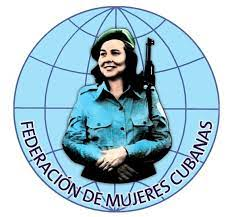 FEDERACIÓN DE MUJERES CUBANAS